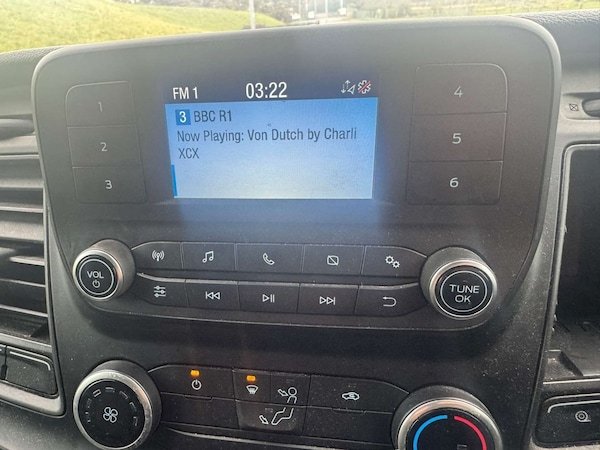 FM 1 03:22
3 BBC R1
Now Playing: Von Dutch by Charli
XCX
1
2
3
4
5
6
VOL
TUNE
OK